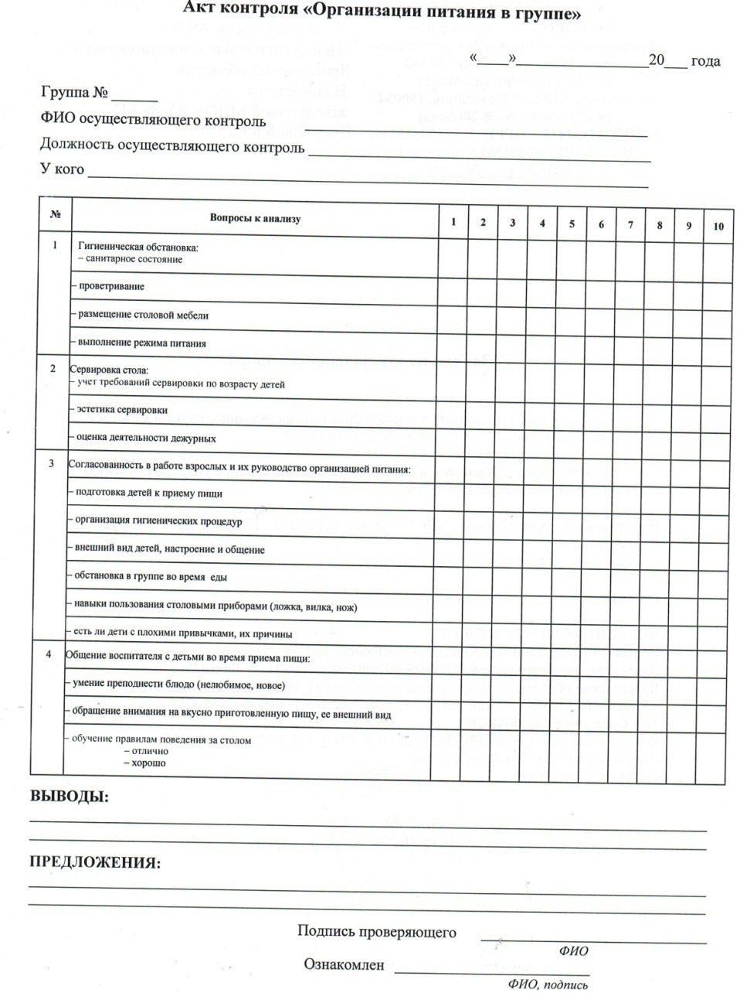 Акт контроля «Организации питания в группе»
«____»_________________20___ года
Группа № ______
ФИО осуществляющего контроль
Должность осуществляющего контроль
У кого
№ Вопросы к анализу 1 2 3 4 5 6 7 8 9 10
1 Гигиеническая обстановка:
– санитарное состояние
– проветривание
– размещение столовой мебели
– выполнение режима питания
2 Сервировка стола:
– учет требований сервировки по возрасту детей
– эстетика сервировки
– оценка деятельности дежурных
3 Согласованность в работе взрослых и их руководство организацией питания:
– подготовка детей к приему пищи
– организация гигиенических процедур
– внешний вид детей, настроение и общение
– обстановка в группе во время еды
– навыки пользования столовыми приборами (ложка, вилка, нож)
– есть ли дети с плохими привычками, их причины
4 Общение воспитателя с детьми во время приема пищи:
– умение преподнести блюдо (нелюбимое, новое)
– обращение внимания на вкусно приготовленную пищу, ее внешний вид
– обучение правилам поведения за столом
– отлично
– хорошо
ВЫВОДЫ:
ПРЕДЛОЖЕНИЯ:
Подпись проверяющего
ФИО
Ознакомлен
ФИО, подпись